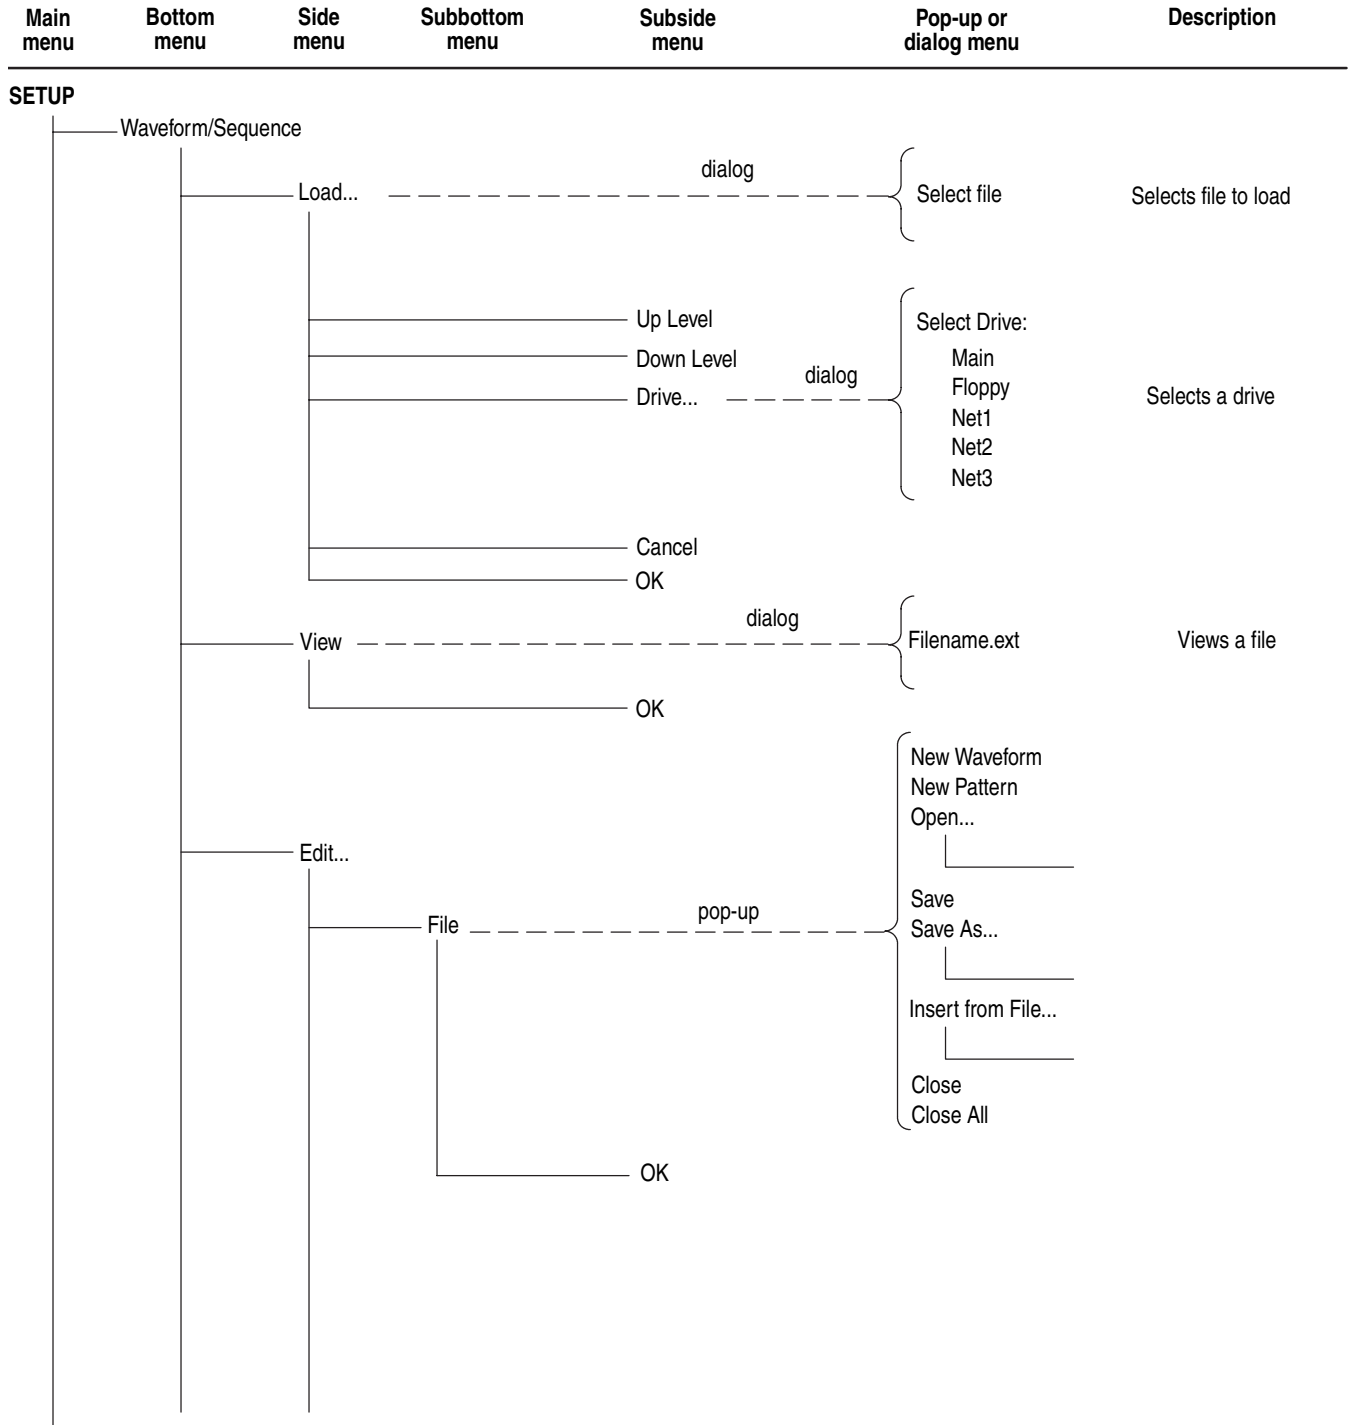 Main menu
Bottom menu
Side menu
Subbottom menu
Subside menu
Pop-up or dialog menu
Description
SETUP
Waveform/Sequence
dialog
Load...
Select file
Selects file to load
Up Level
Select Drive:
Down Level
Main
dialog
Floppy
Drive...
Selects a drive
Net1
Net2
Net3
Cancel
OK
dialog
View
Filename.ext
Views a file
OK
New Waveform
New Pattern
Open...
Edit...
Save
pop-up
File
Save As...
Insert from File...
Close
Close All
OK